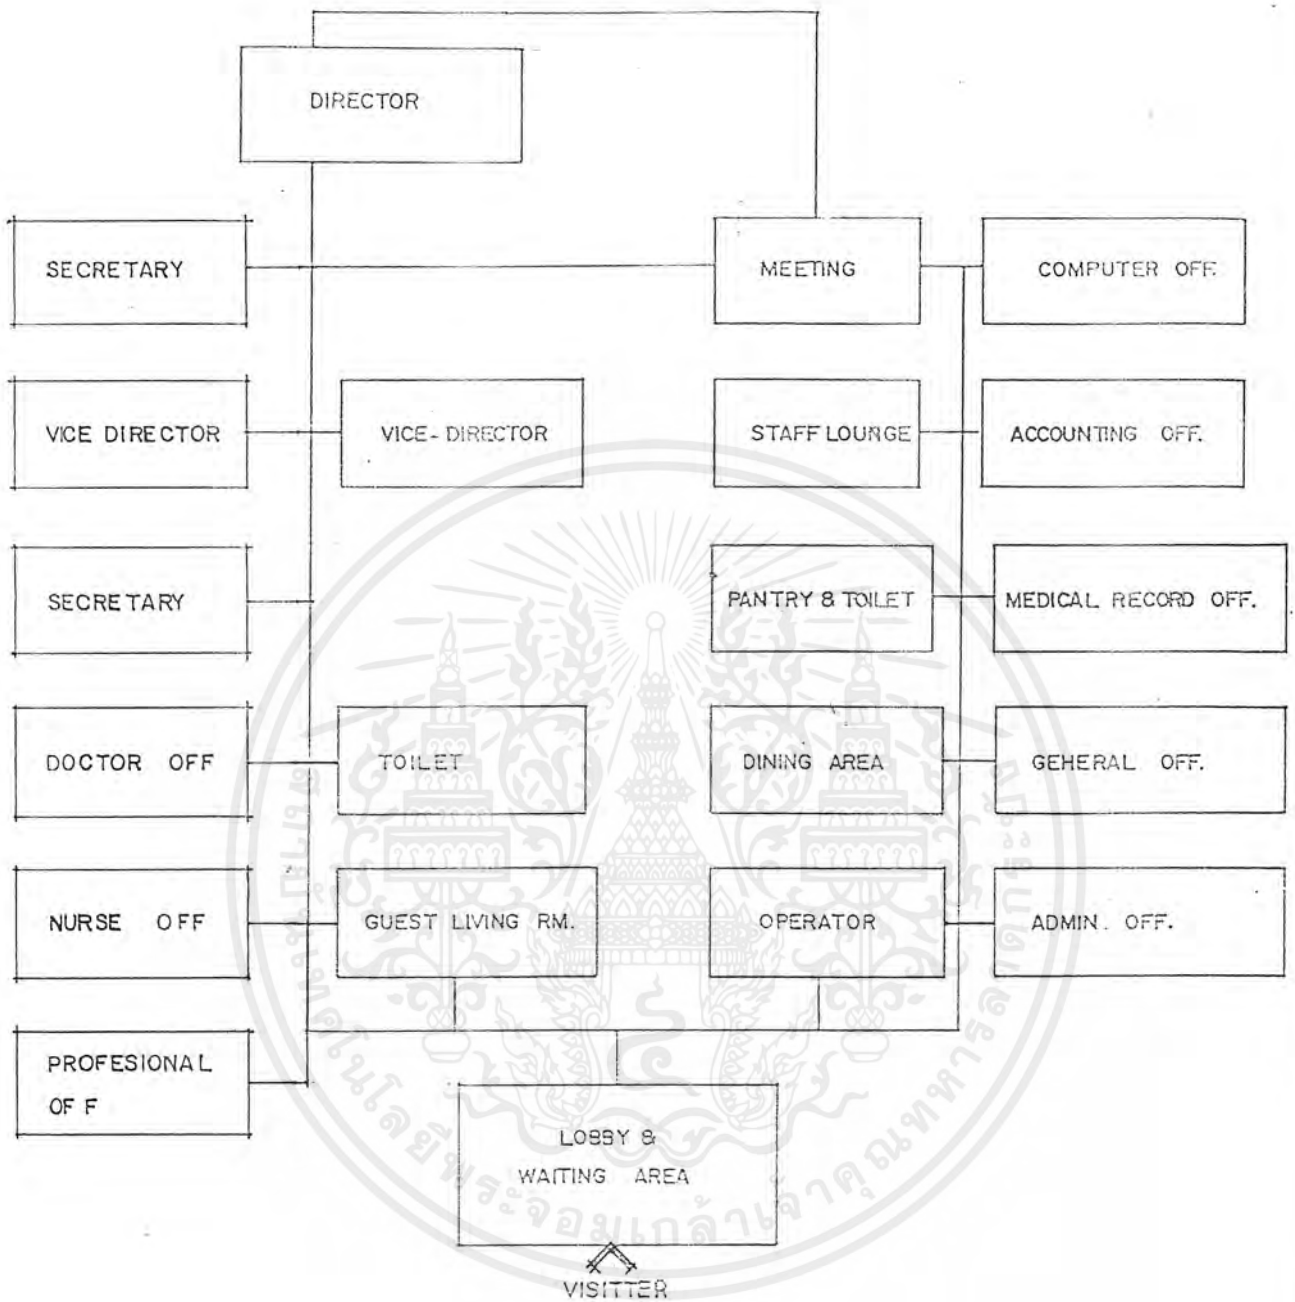 DIRECTOR
SECRETARY
MEETING
COMPUTER OFF.
VICE DIRECTOR
VICE-DIRECTOR
STAFF LOUNGE
ACCOUNTING OFF.
SECRETARY
PANTRY & TOILET
MEDICAL RECORD OFF.
DOCTOR OFF
TOILET
DINING AREA
GEHERAL OFF.
NURSE OFF
GUEST LIVING RM.
OPERATOR
ADMIN. OFF.
PROFESIONAL
OFF
LOBBY &
WAITING AREA
VISITTER